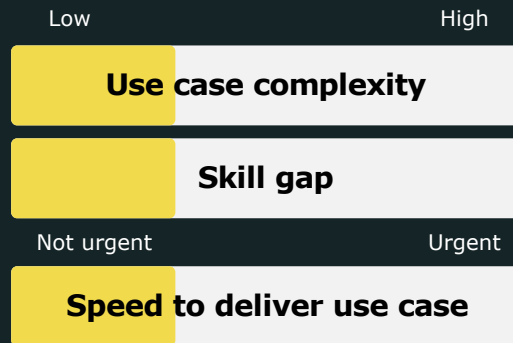 Low High
Use case complexity
Skill gap
Not urgent Urgent
Speed to deliver use case